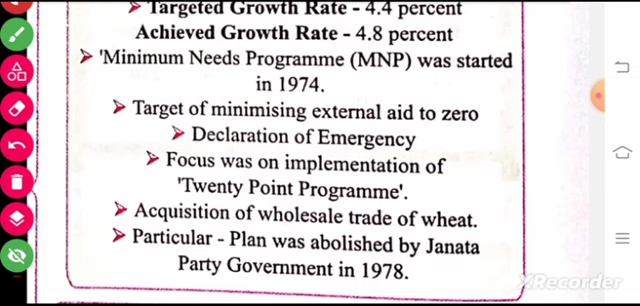 ➤ Targeted Growth Rate - 4.4 percent
Achieved Growth Rate - 4.8 percent
➤ 'Minimum Needs Programme (MNP) was started
in 1974.
➤ Target of minimising external aid to zero
➤ Declaration of Emergency
➤ Focus was on implementation of
'Twenty Point Programme'.
➤ Acquisition of wholesale trade of wheat.
➤ Particular - Plan was abolished by Janata
Party Government in 1978.
XRecorder